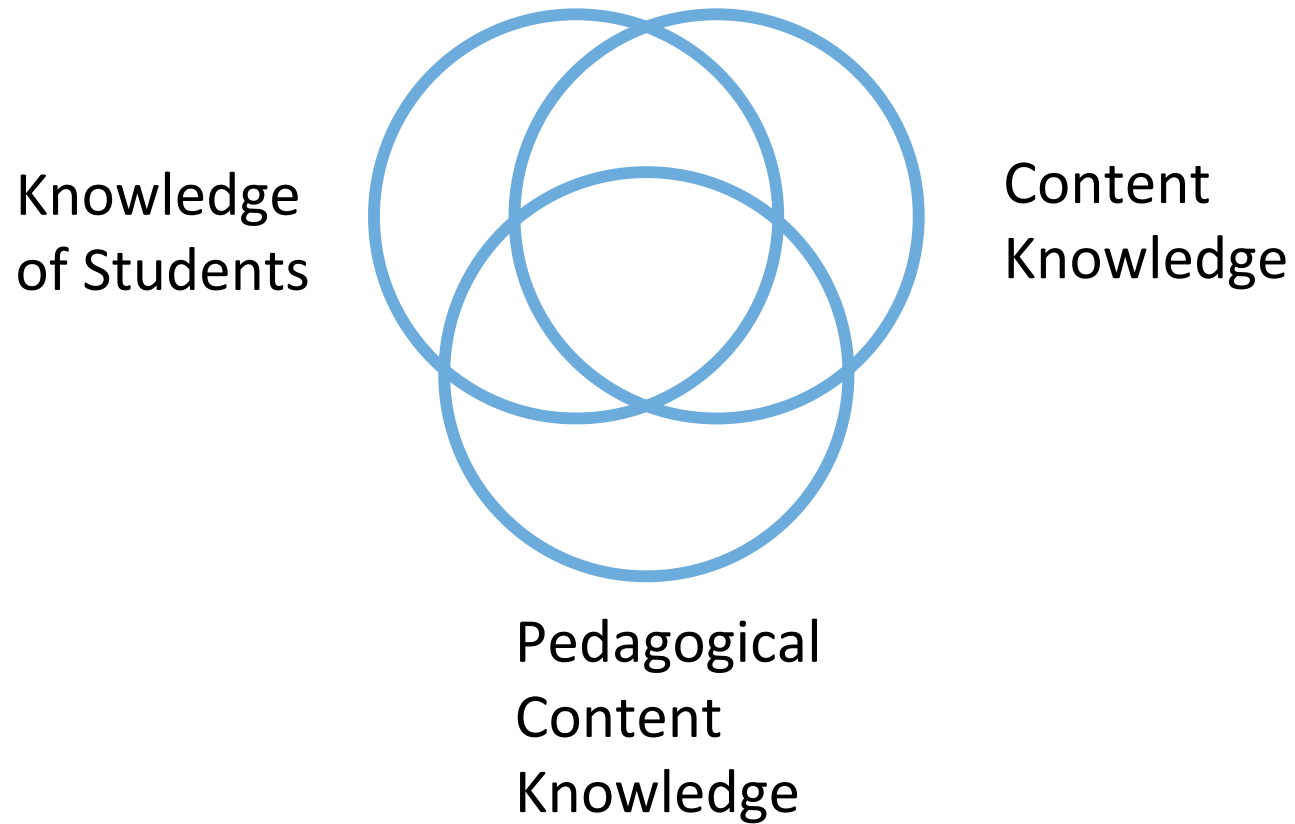 Knowledge
of Students
Content
Knowledge
Pedagogical
Content
Knowledge